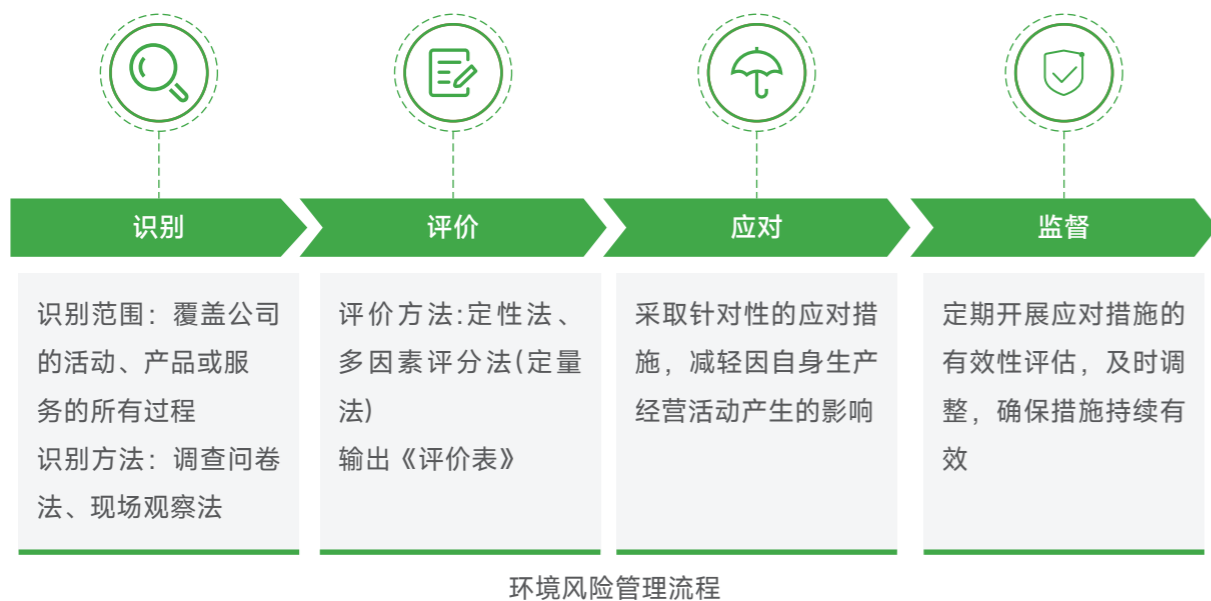 识别
识别范围：覆盖公司
的活动、产品或服
务的所有过程
识别方法：调查问卷
法、现场观察法
评价
评价方法:定性法、
多因素评分法(定量
法)
输出《评价表》
应对
采取针对性的应对措
施，减轻因自身生产
经营活动产生的影响
监督
定期开展应对措施的
有效性评估，及时调
整，确保措施持续有
效
环境风险管理流程